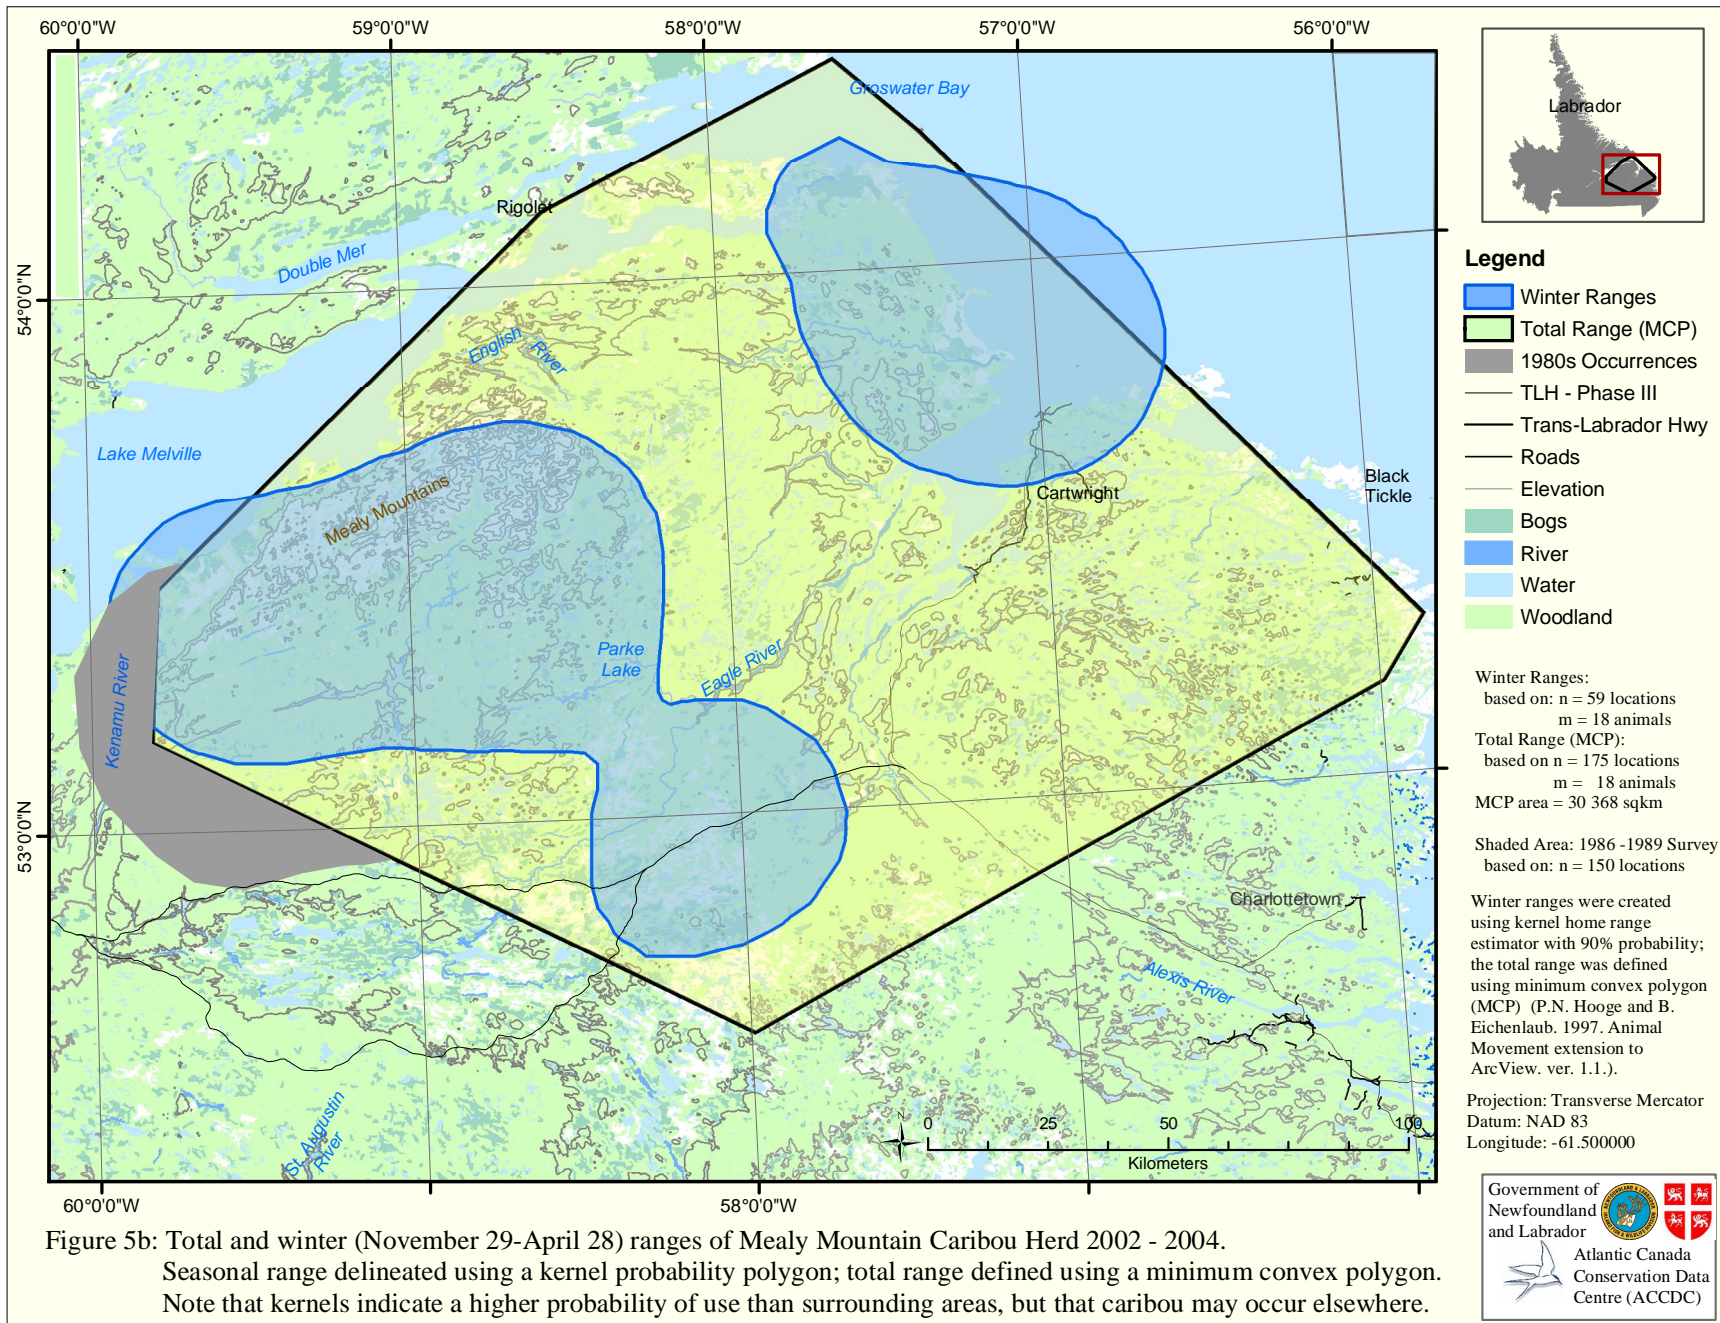 60°0'0"W
59°0'0"W
58°0'0"W
57°0'0"W
56°0'0"W
Groswater Bay
Rigolet
Double Mer
54°0'0"N
English
River
Lake Melville
Mealy Mountains
Cartwright
Black
Tickle
Parke
Lake
Eagle River
Kenamu River
53°0'0"N
Charlottetown
Alexis River
St. Augustin
River
N
0
25
50
100
Kilometers
60°0'0"W
58°0'0"W
Labrador
Legend
Winter Ranges
Total Range (MCP)
1980s Occurrences
TLH - Phase III
Trans-Labrador Hwy
Roads
Elevation
Bogs
River
Water
Woodland
Winter Ranges:
based on: n = 59 locations
m = 18 animals
Total Range (MCP):
based on n = 175 locations
m = 18 animals
MCP area = 30 368 sqkm
Shaded Area: 1986 -1989 Survey
based on: n = 150 locations
Winter ranges were created
using kernel home range
estimator with 90% probability;
the total range was defined
using minimum convex polygon
(MCP) (P.N. Hooge and B.
Eichenlaub. 1997. Animal
Movement extension to
ArcView. ver. 1.1.).
Projection: Transverse Mercator
Datum: NAD 83
Longitude: -61.500000
Government of
Newfoundland
and Labrador
Atlantic Canada
Conservation Data
Centre (ACCDC)
Figure 5b: Total and winter (November 29-April 28) ranges of Mealy Mountain Caribou Herd 2002 - 2004.
Seasonal range delineated using a kernel probability polygon; total range defined using a minimum convex polygon.
Note that kernels indicate a higher probability of use than surrounding areas, but that caribou may occur elsewhere.